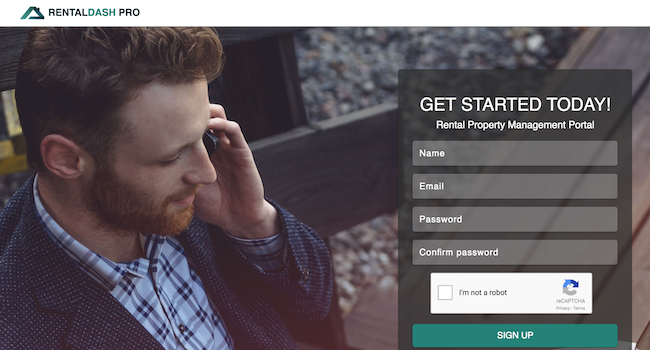 RENTALDASH PRO
GET STARTED TODAY!
Rental Property Management Portal
Name
Email
Password
Confirm password
I'm not a robot
reCAPTCHA
Privacy - Terms
SIGN UP